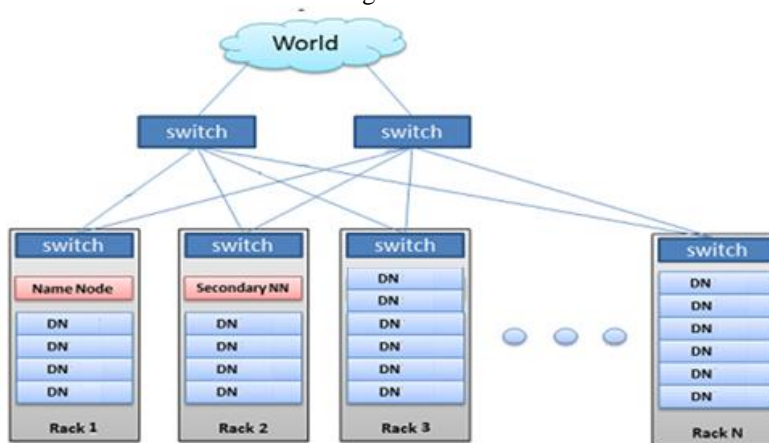 World
switch
switch
switch
Name Node
DN
DN
DN
DN
Rack 1
switch
Secondary NN
DN
DN
DN
DN
Rack 2
switch
DN
DN
DN
DN
DN
DN
Rack 3
switch
DN
DN
DN
DN
DN
DN
Rack N